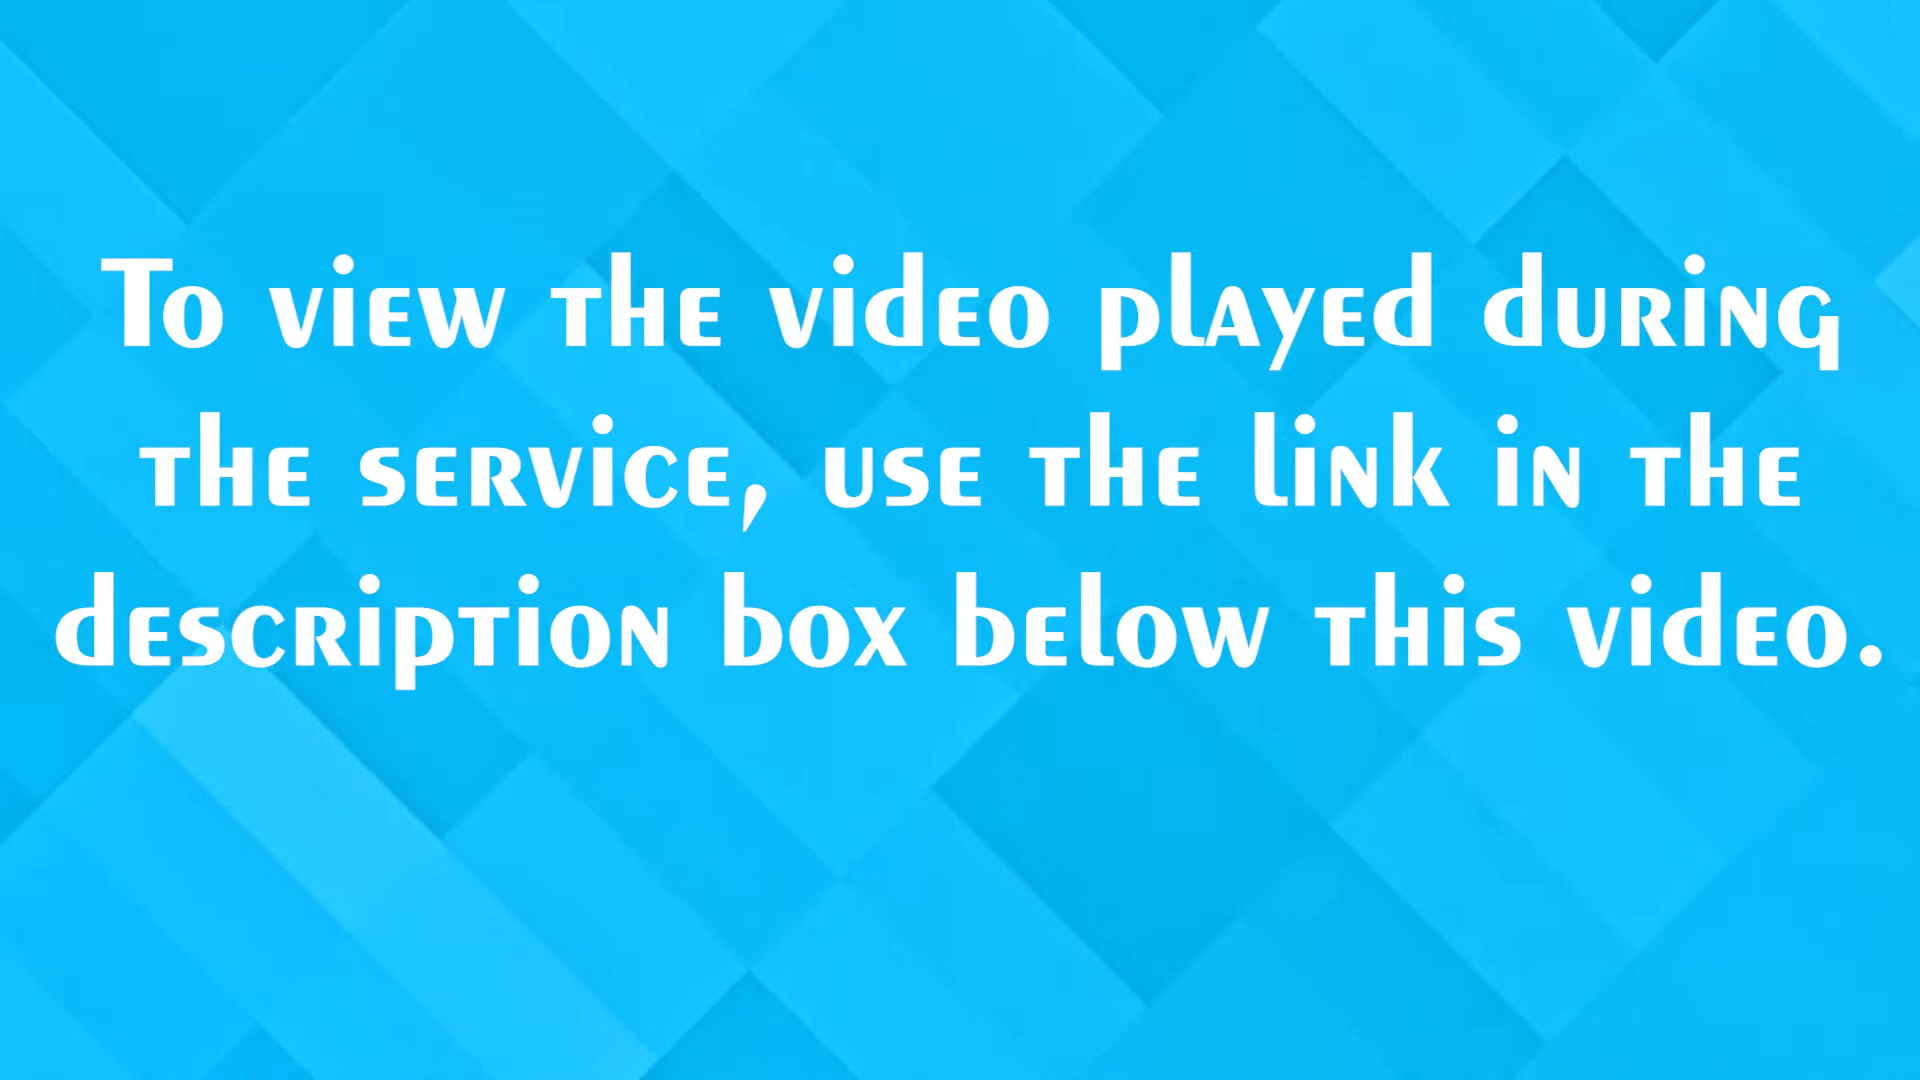 To view the video played during
the service, use the link in the
description box below this video.